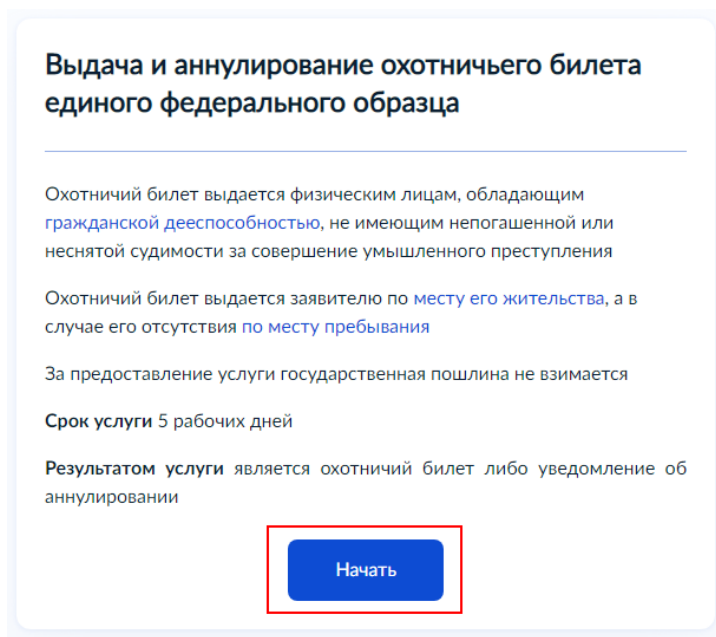 Выдача и аннулирование охотничьего билета
единого федерального образца
Охотничий билет выдается физическим лицам, обладающим
гражданской дееспособностью, не имеющим непогашенной или
неснятой судимости за совершение умышленного преступления
Охотничий билет выдается заявителю по месту его жительства, а в
случае его отсутствия по месту пребывания
За предоставление услуги государственная пошлина не взимается
Срок услуги 5 рабочих дней
Результатом услуги является охотничий билет либо уведомление об
аннулировании
Начать